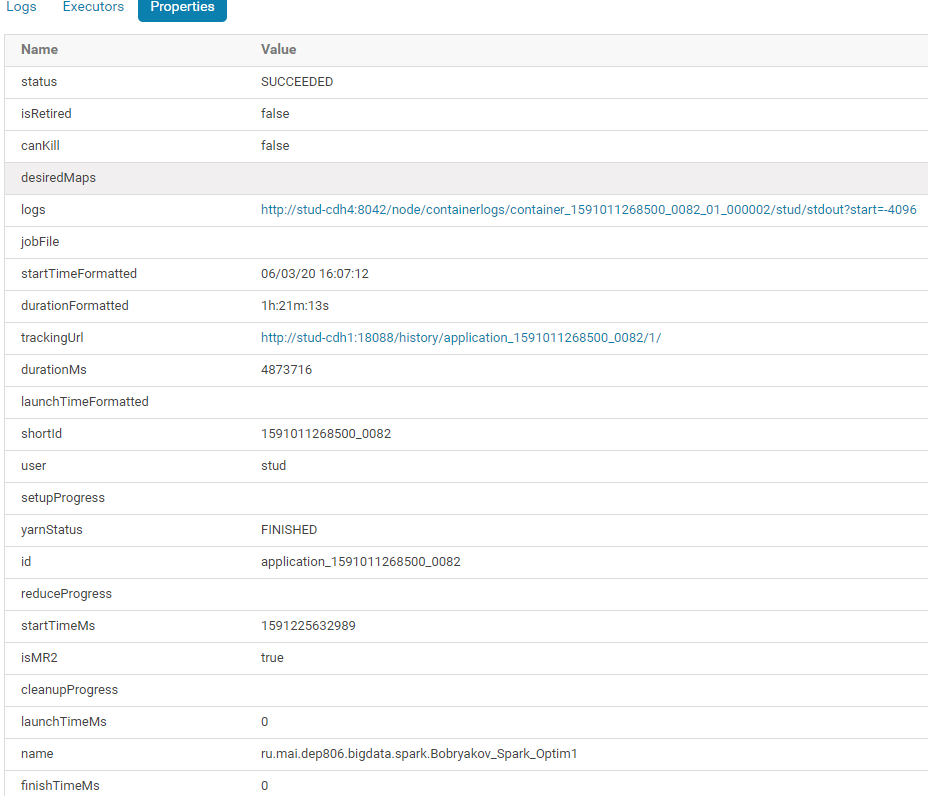 Logs Executors Properties
Name Value
status SUCCEEDED
isRetired false
canKill false
desiredMaps
logs http://stud-cdh4:8042/node/containerlogs/container_1591011268500_0082_01_000002/stud/stdout?start=-4096
jobFile
startTimeFormatted 06/03/20 16:07:12
durationFormatted 1h:21m:13s
trackingUrl http://stud-cdh1:18088/history/application_1591011268500_0082/1/
durationMs 4873716
launchTimeFormatted
shortId 1591011268500_0082
user stud
setupProgress
yarnStatus FINISHED
id application_1591011268500_0082
reduceProgress
startTimeMs 1591225632989
isMR2 true
cleanupProgress
launchTimeMs 0
name ru.mai.dep806.bigdata.spark.Bobryakov_Spark_Optim1
finishTimeMs 0